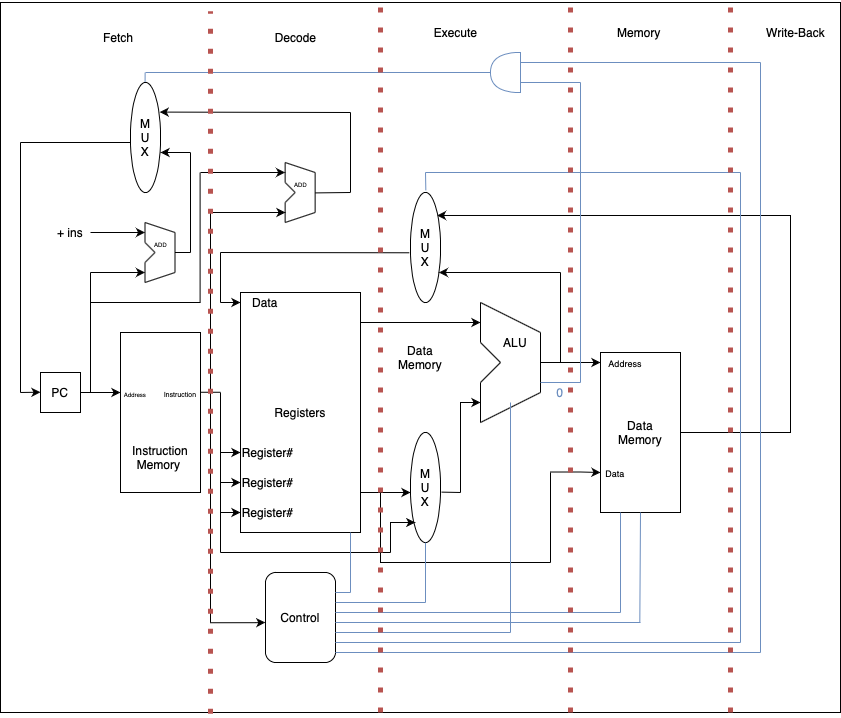 Fetch
Decode
Execute
Memory
Write-Back
M
U
X
ADD
M
U
X
+ ins
ADD
Data
ALU
Data
Memory
Address
PC
Address
Instruction
0
Registers
Data
Memory
Instruction
Memory
Register#
Register#
Register#
M
U
X
Data
Control